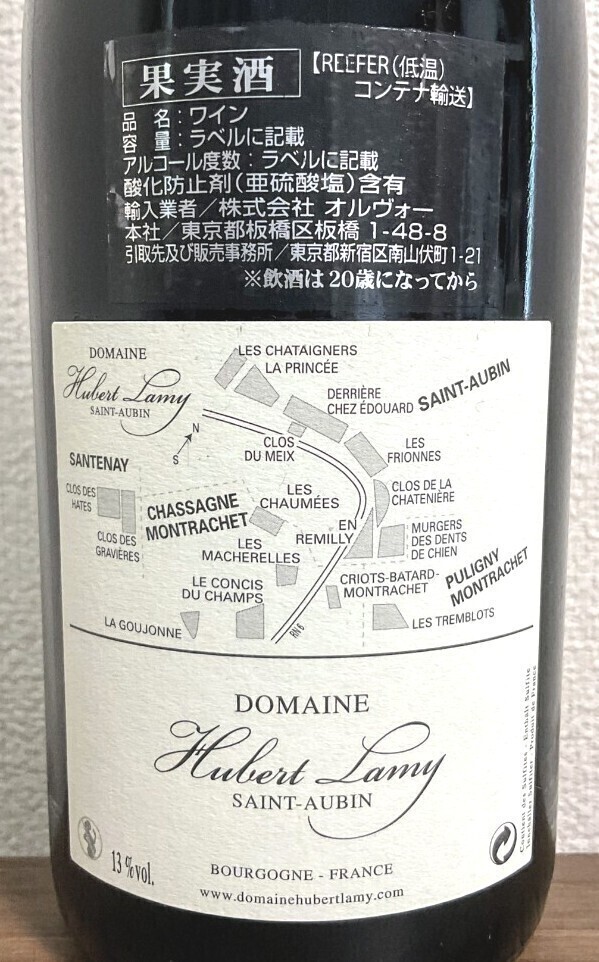 果実酒
【REEFER(低温)
コンテナ輸送】
品 名：ワイン
容 量：ラベルに記載
アルコール度数：ラベルに記載
酸化防止剤(亜硫酸塩)含有
輸入業者／株式会社 オルヴォー
本社／東京都板橋区板橋 1-48-8
引取先及び販売事務所／東京都新宿区南山伏町1-21
※飲酒は20歳になってから
DOMAINE
Hubert Lamy
SAINT-AUBIN
LES CHATAIGNERS
LA PRINCÉE
DERRIÈRE
CHEZ ÉDOUARD
SAINT-AUBIN
N
S
CLOS
DU MEIX
LES
FRIONNES
SANTENAY
CLOS DES
HATES
CLOS DES
GRAVIÈRES
CHASSAGNE
MONTRACHET
LES
CHAUMÉES
CLOS DE LA
CHATENIÈRE
EN
REMILLY
MURGERS
DES DENTS
DE CHIEN
LES
MACHERELLES
LE CONCIS
DU CHAMPS
CRIOTS-BATARD-
MONTRACHET
PULIGNY
MONTRACHET
LA GOUJONNE
RN 6
LES TREMBLOTS
DOMAINE
Hubert Lamy
SAINT-AUBIN
13 % vol.
BOURGOGNE - FRANCE
www.domainehubertlamy.com
Contient des Sulfites - Enthält Sulfite
Produit de France